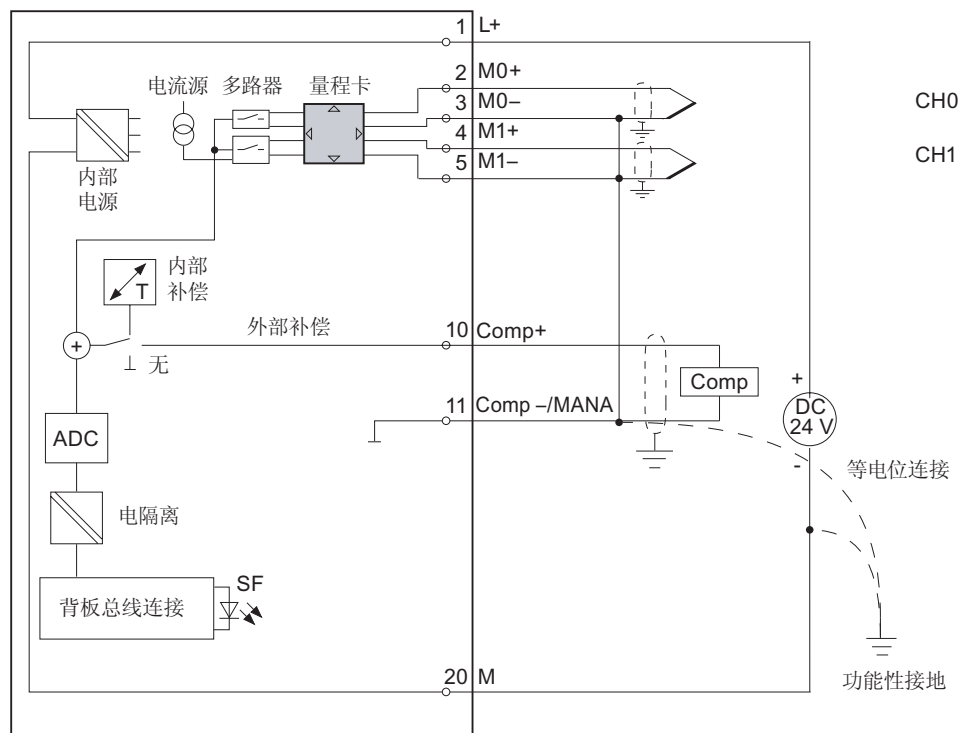 1 L+
电流源 多路器 量程卡
2 M0+
3 M0–
4 M1+
5 M1–
CH0
CH1
内部
电源
T
内部
补偿
外部补偿
10 Comp+
+
⊥ 无
Comp
11 Comp –/MANA
+
DC
24 V
-
ADC
等电位连接
电隔离
SF
背板总线连接
20 M
功能性接地